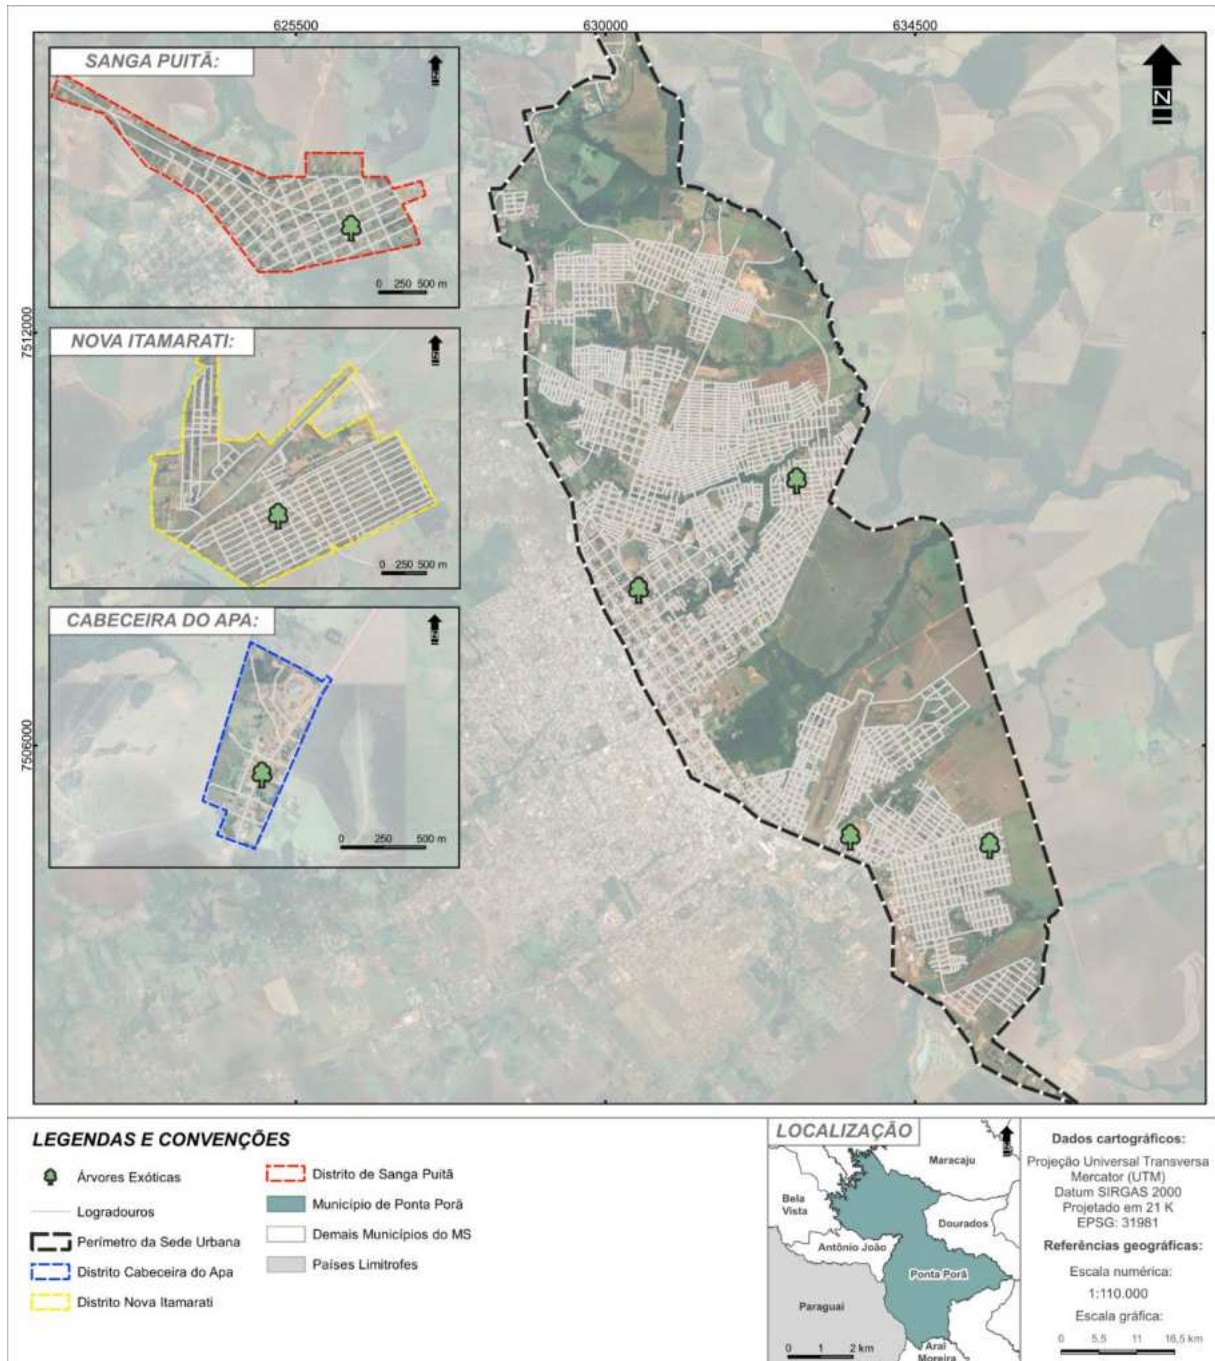 625500
630000
634500
SANGA PUITÃ:
N
N
0 250 500 m
7512000
NOVA ITAMARATI:
N
0 250 500 m
CABECEIRA DO APA:
N
7506000
0 250 500 m
LEGENDAS E CONVENÇÕES
Árvores Exóticas
Logradouros
Perímetro da Sede Urbana
Distrito Cabeceira do Apa
Distrito Nova Itamarati
Distrito de Sanga Puitã
Município de Ponta Porã
Demais Municípios do MS
Países Limitrofes
LOCALIZAÇÃO
N
Maracaju
Bela
Vista
Dourados
Antônio João
Ponta Porã
Paraguai
Aral
Moreira
0 1 2 km
Dados cartográficos:
Projeção Universal Transversa
Mercator (UTM)
Datum SIRGAS 2000
Projetado em 21 K
EPSG: 31981
Referências geográficas:
Escala numérica:
1:110.000
Escala gráfica:
0 5,5 11 16,5 km